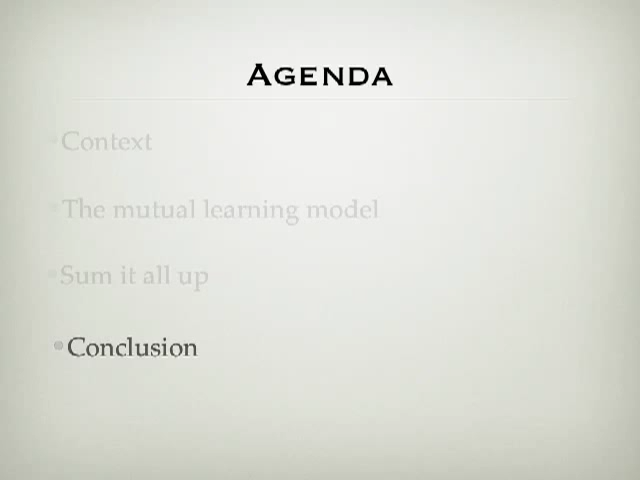 AGENDA
•Context
•The mutual learning model
•Sum it all up
•Conclusion